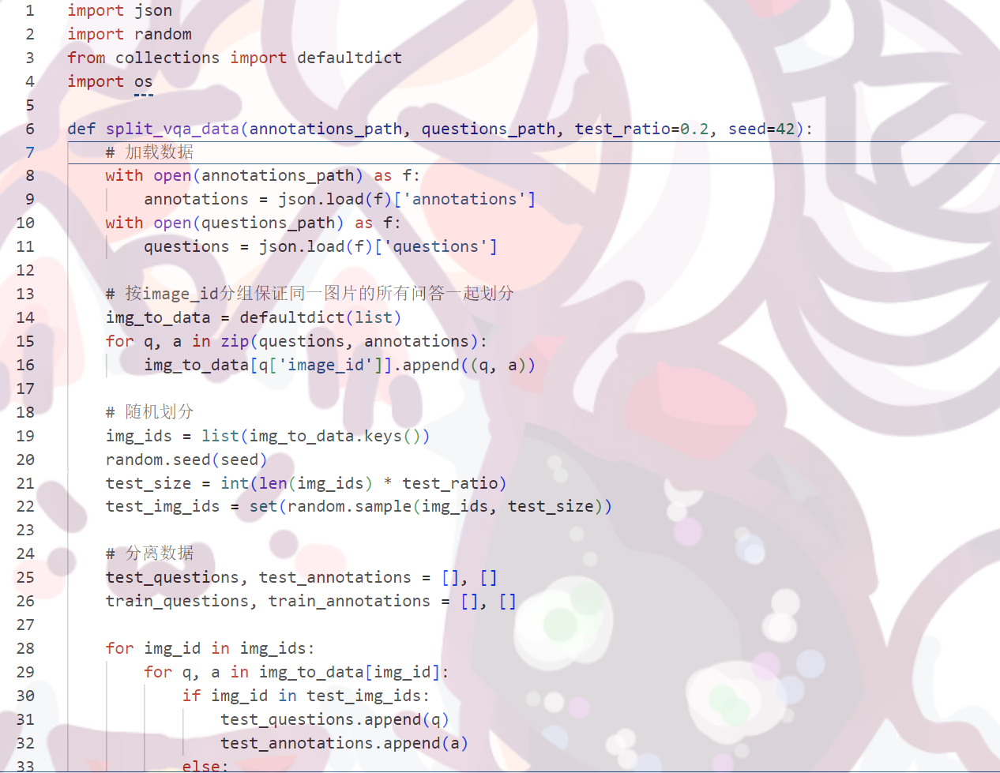 1 import json
2 import random
3 from collections import defaultdict
4 import os
5
6 def split_vqa_data(annotations_path, questions_path, test_ratio=0.2, seed=42):
7     # 加载数据
8     with open(annotations_path) as f:
9         annotations = json.load(f)['annotations']
10     with open(questions_path) as f:
11         questions = json.load(f)['questions']
12
13     # 按image_id分组保证同一图片的所有问答一起划分
14     img_to_data = defaultdict(list)
15     for q, a in zip(questions, annotations):
16         img_to_data[q['image_id']].append((q, a))
17
18     # 随机划分
19     img_ids = list(img_to_data.keys())
20     random.seed(seed)
21     test_size = int(len(img_ids) * test_ratio)
22     test_img_ids = set(random.sample(img_ids, test_size))
23
24     # 分离数据
25     test_questions, test_annotations = [], []
26     train_questions, train_annotations = [], []
27
28     for img_id in img_ids:
29         for q, a in img_to_data[img_id]:
30             if img_id in test_img_ids:
31                 test_questions.append(q)
32                 test_annotations.append(a)
33             else: